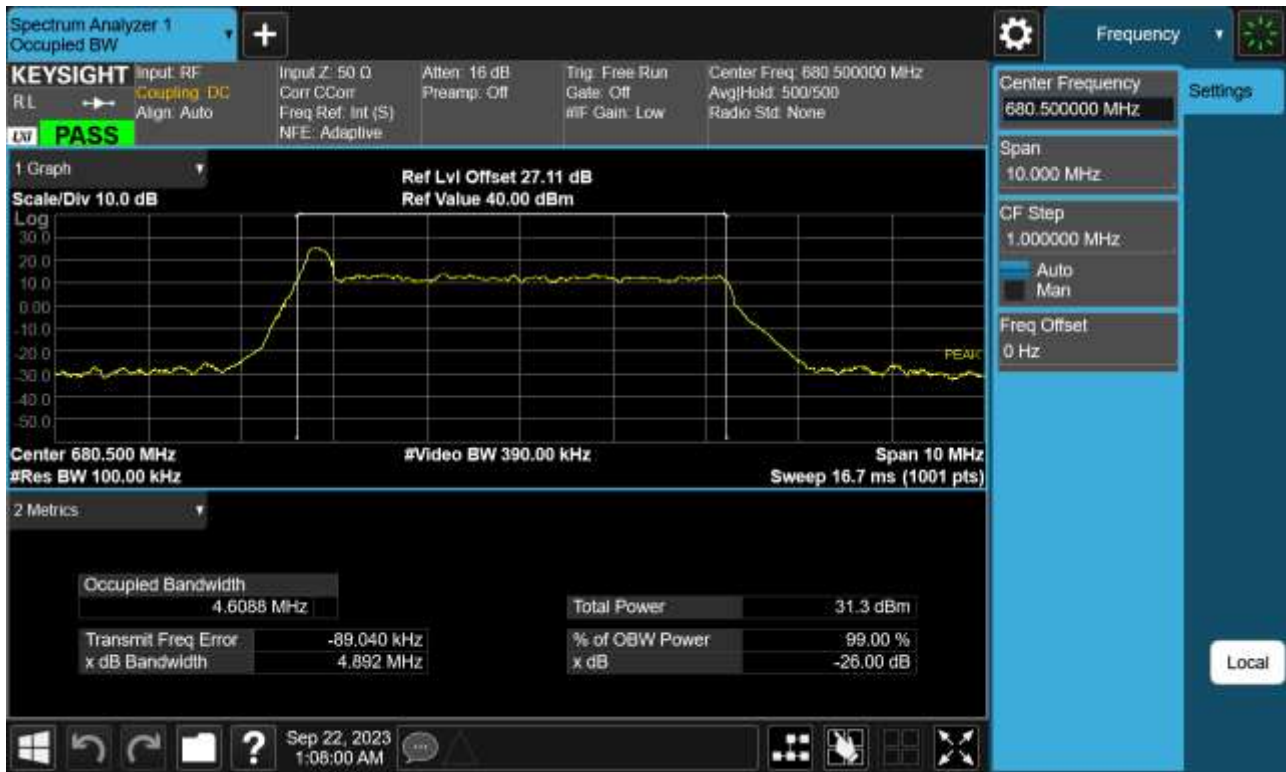 Spectrum Analyzer 1
Occupied BW
Frequency
KEYSIGHT
RL
LXI
PASS
Input: RF
Coupling: DC
Align: Auto
Input Z: 50 Ω
Corr CCorr
Freq Ref: Int (S)
NFE: Adaptive
Atten: 16 dB
Preamp: Off
Trig: Free Run
Gate: Off
#IF Gain: Low
Center Freq: 680.500000 MHz
Avg|Hold: 500/500
Radio Std: None
Center Frequency
680.500000 MHz
Settings
Span
10.000 MHz
CF Step
1.000000 MHz
Auto
Man
Freq Offset
0 Hz
Local
1 Graph
Scale/Div 10.0 dB
Ref Lvl Offset 27.11 dB
Ref Value 40.00 dBm
Log
30.0
20.0
10.0
0.00
-10.0
-20.0
-30.0
-40.0
-50.0
PEAK
Center 680.500 MHz
#Video BW 390.00 kHz
Span 10 MHz
#Res BW 100.00 kHz
Sweep 16.7 ms (1001 pts)
2 Metrics
Occupied Bandwidth
4.6088 MHz
Total Power 31.3 dBm
Transmit Freq Error -89.040 kHz
% of OBW Power 99.00 %
x dB Bandwidth 4.892 MHz
x dB -26.00 dB
Sep 22, 2023
1:08:00 AM